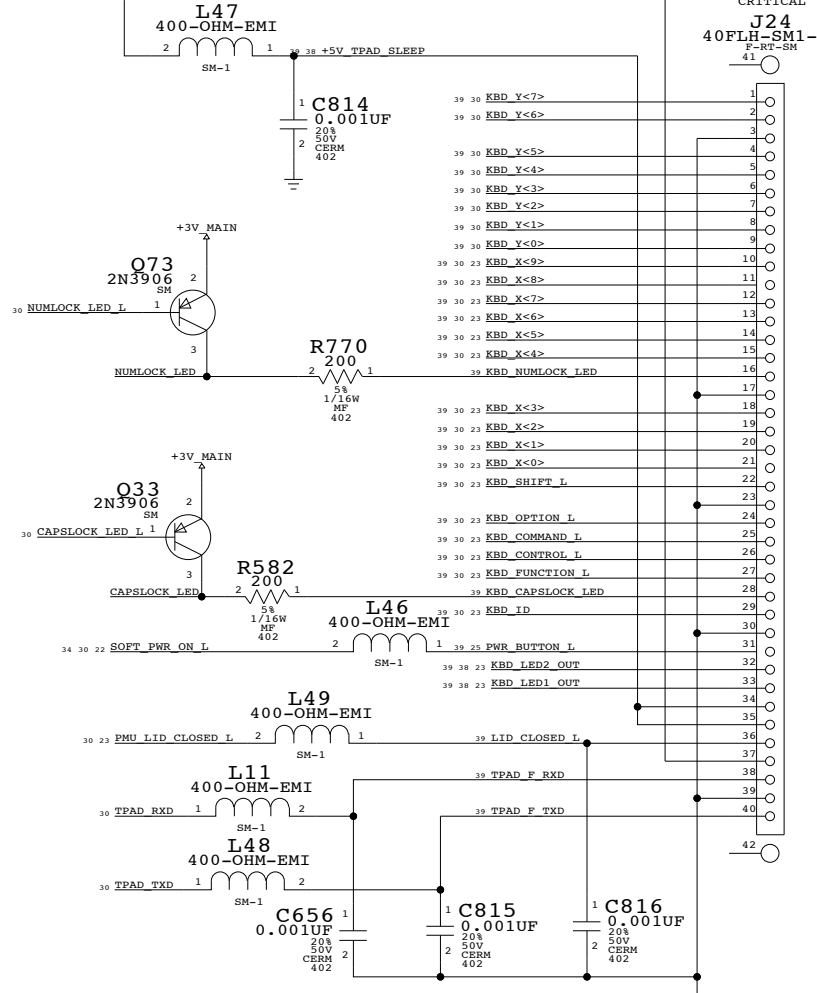 CRITICAL
L47
400-OHM-EMI
2 1
SM-1
39 38 +5V_TPAD_SLEEP
J24
40FLH-SM1-
F-RT-SM
41
1 C814
0.001UF
20%
50V
2 CERM
402
39 30 KBD_Y<7> 1
39 30 KBD_Y<6> 2
3
39 30 KBD_Y<5> 4
39 30 KBD_Y<4> 5
39 30 KBD_Y<3> 6
39 30 KBD_Y<2> 7
39 30 KBD_Y<1> 8
39 30 KBD_Y<0> 9
39 30 23 KBD_X<9> 10
39 30 23 KBD_X<8> 11
39 30 23 KBD_X<7> 12
39 30 23 KBD_X<6> 13
39 30 23 KBD_X<5> 14
39 30 23 KBD_X<4> 15
39 KBD_NUMLOCK_LED 16
17
39 30 23 KBD_X<3> 18
39 30 23 KBD_X<2> 19
39 30 23 KBD_X<1> 20
39 30 23 KBD_X<0> 21
39 30 23 KBD_SHIFT_L 22
23
39 30 23 KBD_OPTION_L 24
39 30 23 KBD_COMMAND_L 25
39 30 23 KBD_CONTROL_L 26
39 30 23 KBD_FUNCTION_L 27
39 KBD_CAPSLOCK_LED 28
39 30 23 KBD_ID 29
30
39 25 PWR_BUTTON_L 31
39 38 23 KBD_LED2_OUT 32
39 38 23 KBD_LED1_OUT 33
34
35
39 LID_CLOSED_L 36
37
39 TPAD_F_RXD 38
39
39 TPAD_F_TXD 40
42
+3V_MAIN
Q73
2N3906
SM
2
30 NUMLOCK_LED_L 1
3
NUMLOCK_LED
R770
200
2 1
5%
1/16W
MF
402
+3V_MAIN
Q33
2N3906
SM
2
30 CAPSLOCK_LED_L 1
3
CAPSLOCK_LED
R582
200
2 1
5%
1/16W
MF
402
L46
400-OHM-EMI
34 30 22 SOFT_PWR_ON_L 2 1
SM-1
L49
400-OHM-EMI
30 23 PMU_LID_CLOSED_L 2 1
SM-1
L11
400-OHM-EMI
30 TPAD_RXD 1 2
SM-1
L48
400-OHM-EMI
30 TPAD_TXD 1 2
SM-1
C656 1
0.001UF
20%
50V 2
CERM
402
1 C815
0.001UF
20%
2 50V
CERM
402
1 C816
0.001UF
20%
2 50V
CERM
402